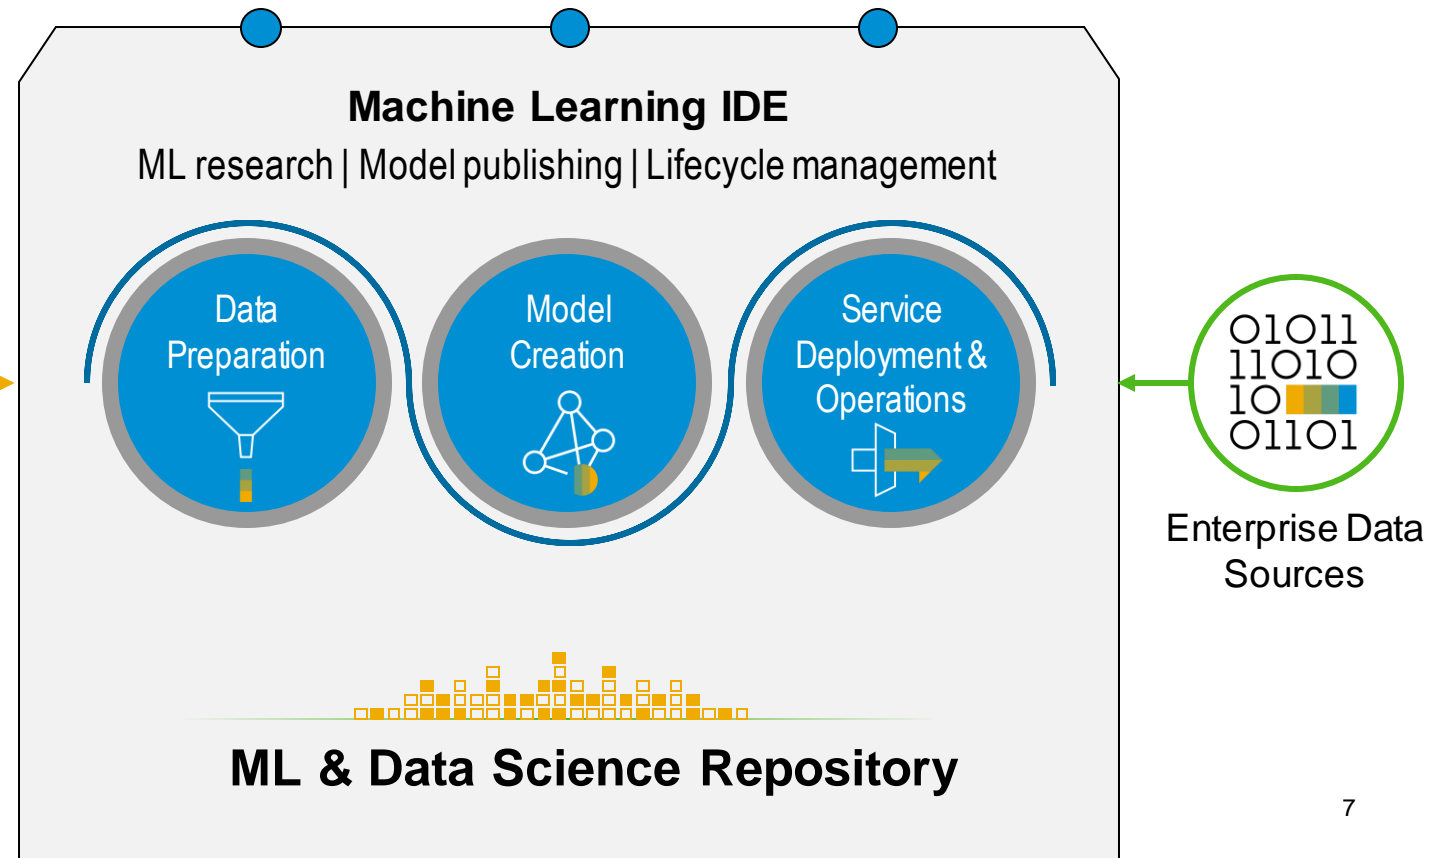 Machine Learning IDE
ML research | Model publishing | Lifecycle management
Data
Preparation
Model
Creation
Service
Deployment &
Operations
01011
11010
10
01101
Enterprise Data
Sources
ML & Data Science Repository
7